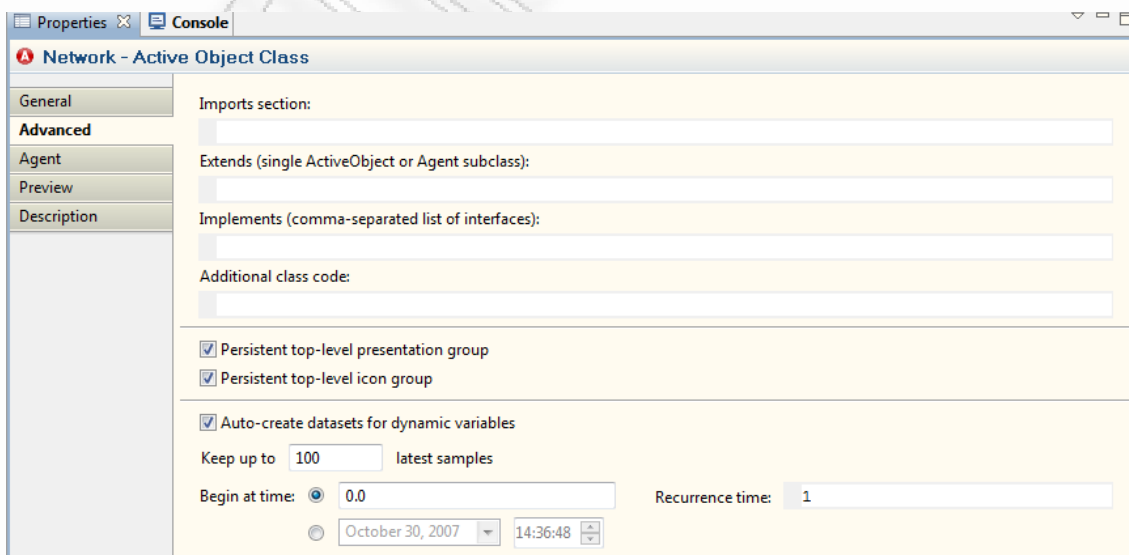 Properties Console
Network - Active Object Class
General
Advanced
Agent
Preview
Description
Imports section:
Extends (single ActiveObject or Agent subclass):
Implements (comma-separated list of interfaces):
Additional class code:
Persistent top-level presentation group
Persistent top-level icon group
Auto-create datasets for dynamic variables
Keep up to 100 latest samples
Begin at time: 0.0 Recurrence time: 1
October 30, 2007 14:36:48